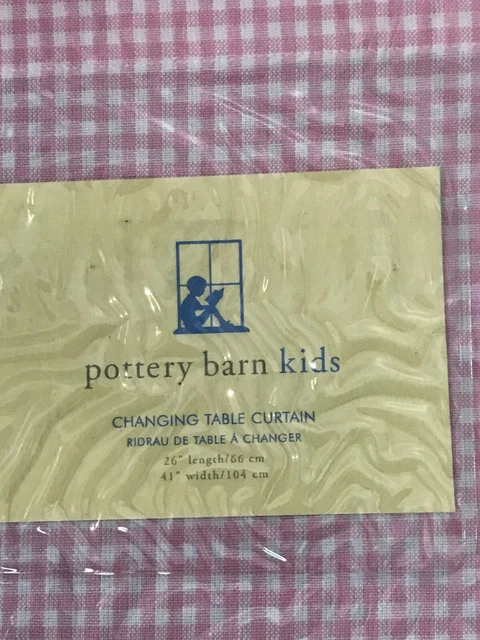 pottery barn kids
CHANGING TABLE CURTAIN
RIDRAU DE TABLE À CHANGER
26" length/66 cm
41" width/104 cm